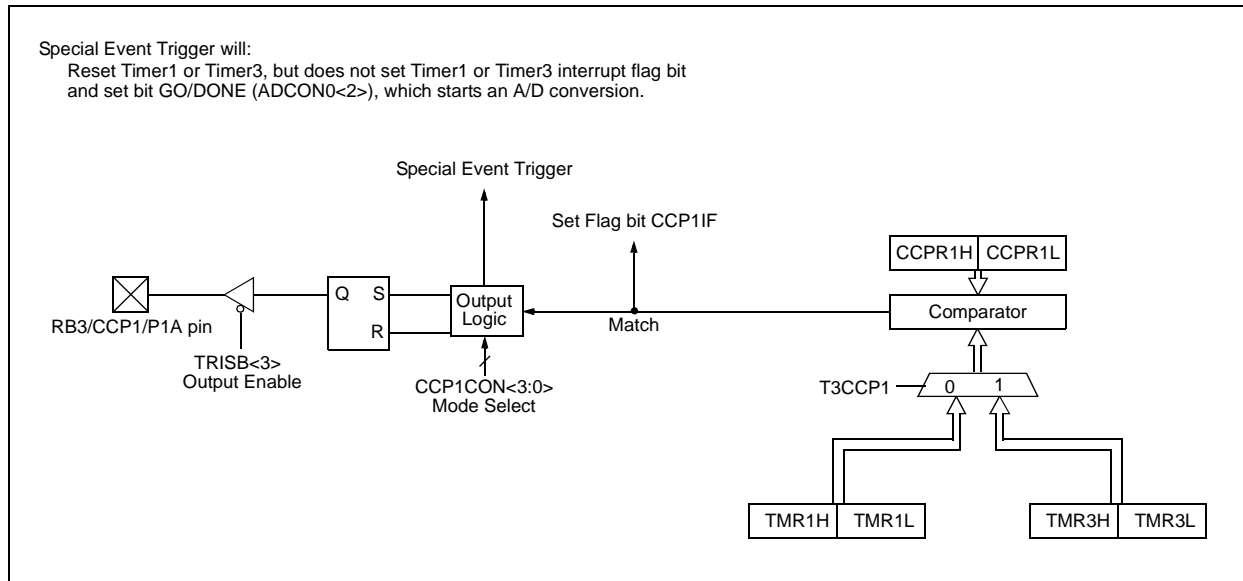 Special Event Trigger will:
Reset Timer1 or Timer3, but does not set Timer1 or Timer3 interrupt flag bit
and set bit GO/DONE (ADCON0<2>), which starts an A/D conversion.
Special Event Trigger
Set Flag bit CCP1IF
CCPR1H CCPR1L
Q S
R
Output
Logic
Comparator
Match
RB3/CCP1/P1A pin
TRISB<3>
Output Enable
CCP1CON<3:0>
Mode Select
T3CCP1
0 1
TMR1H TMR1L
TMR3H TMR3L